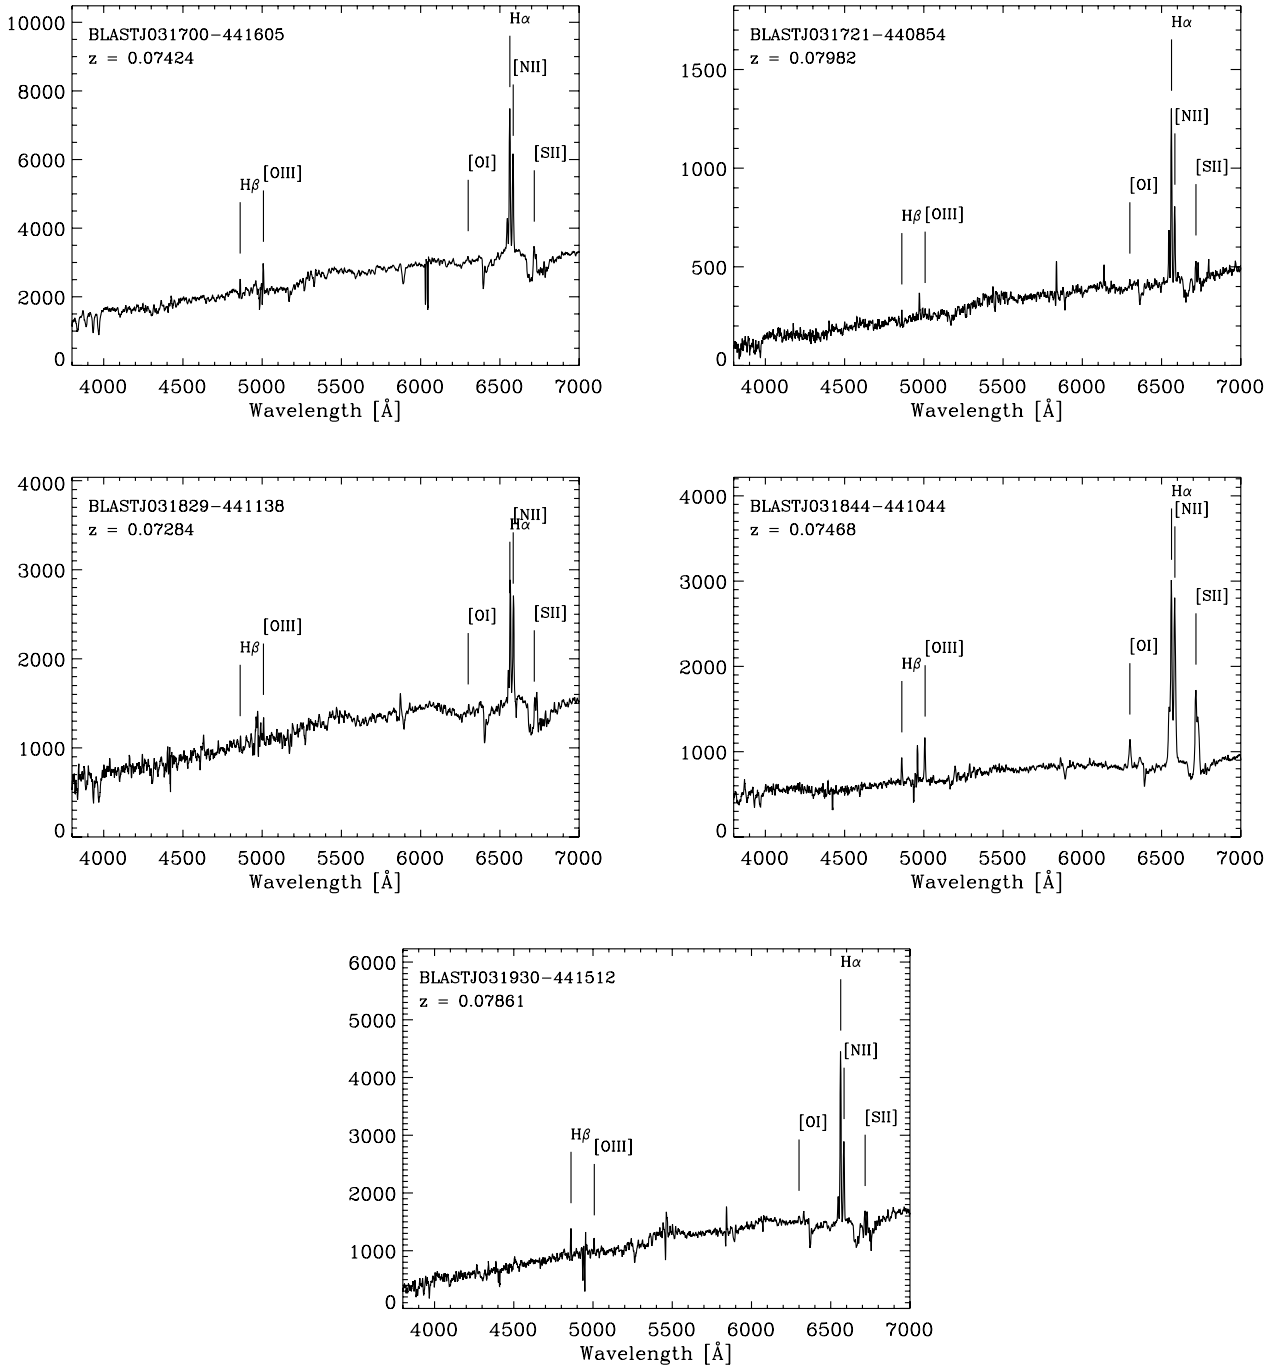 BLASTJ031700-441605
z = 0.07424
Hα
[NII]
[SII]
[OI]
Hβ
[OIII]
10000
8000
6000
4000
2000
0
4000 4500 5000 5500 6000 6500 7000
Wavelength [Å]
BLASTJ031721-440854
z = 0.07982
Hα
[NII]
[SII]
[OI]
Hβ [OIII]
1500
1000
500
0
4000 4500 5000 5500 6000 6500 7000
Wavelength [Å]
BLASTJ031829-441138
z = 0.07284
[NII]
Hα
[SII]
[OI]
[OIII]
Hβ
4000
3000
2000
1000
0
4000 4500 5000 5500 6000 6500 7000
Wavelength [Å]
BLASTJ031844-441044
z = 0.07468
Hα
[NII]
[SII]
[OI]
[OIII]
Hβ
4000
3000
2000
1000
0
4000 4500 5000 5500 6000 6500 7000
Wavelength [Å]
BLASTJ031930-441512
z = 0.07861
Hα
[NII]
[SII]
[OI]
Hβ
[OIII]
6000
5000
4000
3000
2000
1000
0
4000 4500 5000 5500 6000 6500 7000
Wavelength [Å]